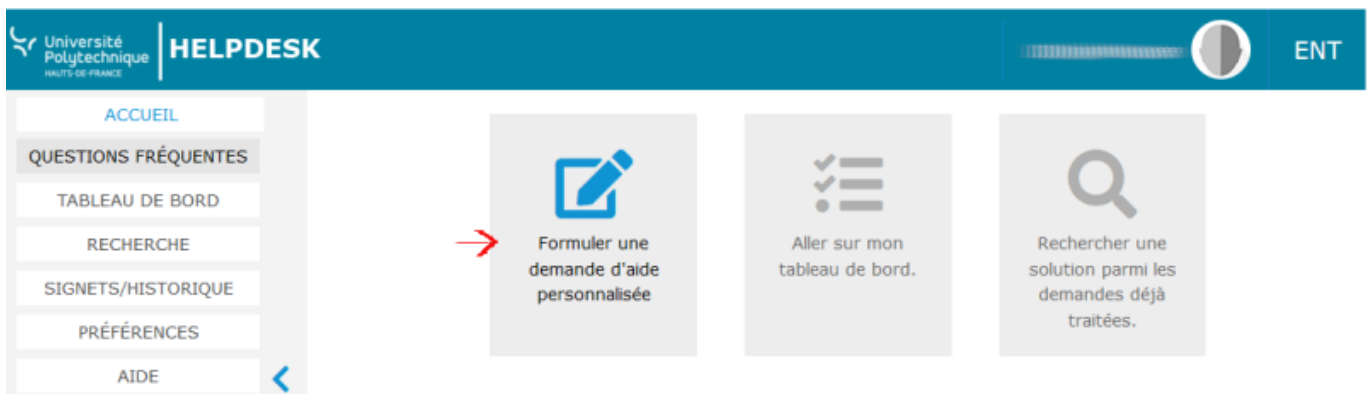 Université
Polytechnique
HAUTS-DE-FRANCE
HELPDESK
ENT
ACCUEIL
QUESTIONS FRÉQUENTES
TABLEAU DE BORD
RECHERCHE
SIGNETS/HISTORIQUE
PRÉFÉRENCES
AIDE
Formuler une
demande d'aide
personnalisée
Aller sur mon
tableau de bord.
Rechercher une
solution parmi les
demandes déjà
traitées.